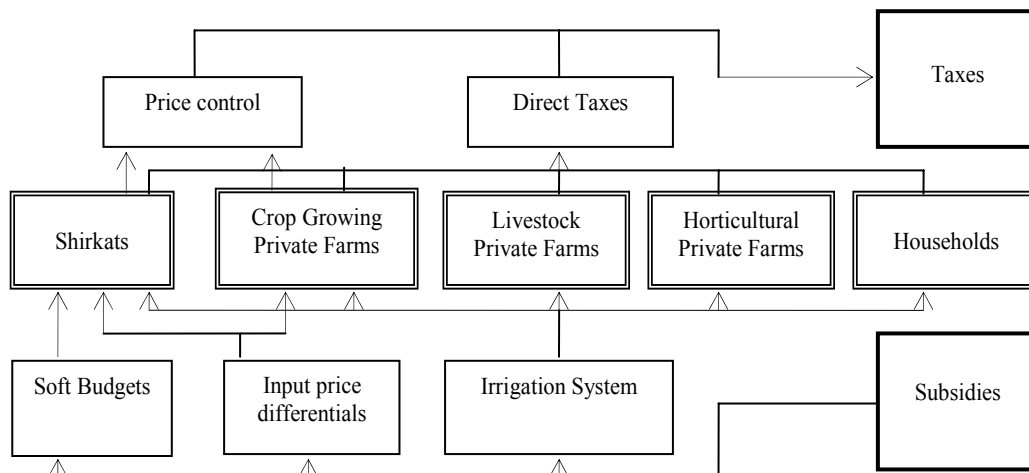 Taxes
Price control
Direct Taxes
Shirkats
Crop Growing
Private Farms
Livestock
Private Farms
Horticultural
Private Farms
Households
Soft Budgets
Input price
differentials
Irrigation System
Subsidies